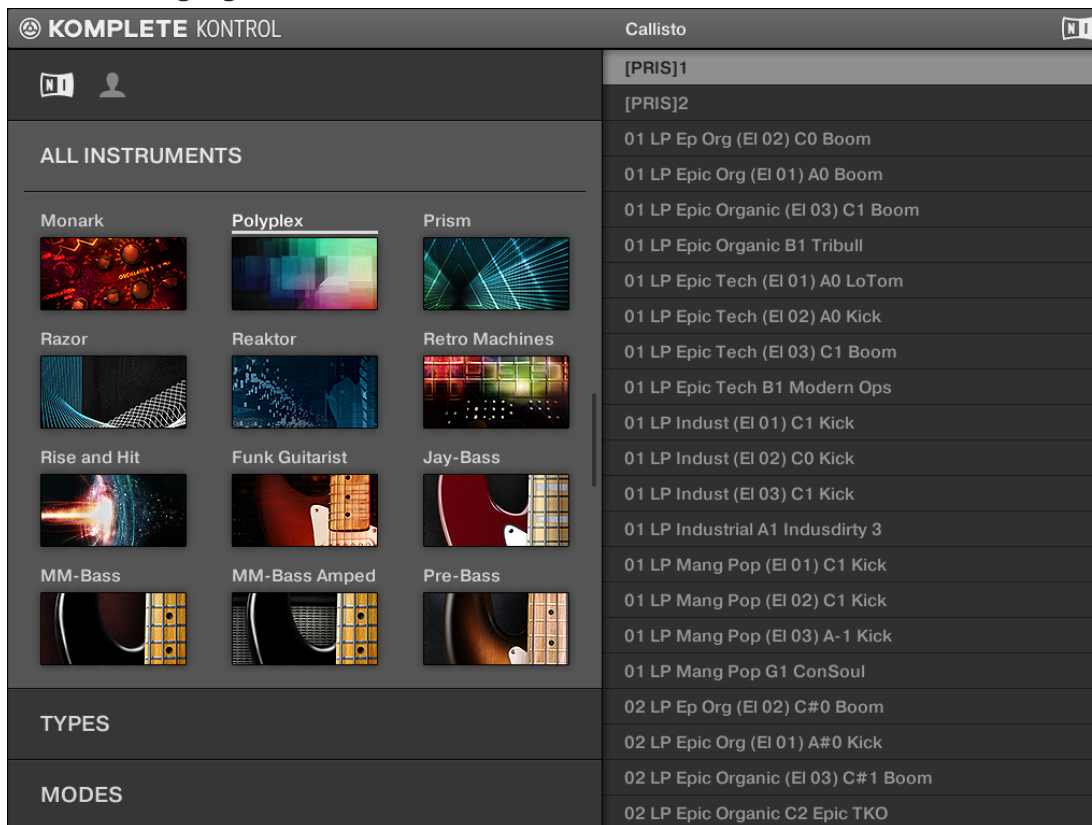 KOMPLETE KONTROL
Callisto
NI
NI
ALL INSTRUMENTS
Monark
Polyplex
Prism
Razor
Reaktor
Retro Machines
Rise and Hit
Funk Guitarist
Jay-Bass
MM-Bass
MM-Bass Amped
Pre-Bass
TYPES
MODES
[PRIS]1
[PRIS]2
01 LP Ep Org (El 02) C0 Boom
01 LP Epic Org (El 01) A0 Boom
01 LP Epic Organic (El 03) C1 Boom
01 LP Epic Organic B1 Tribull
01 LP Epic Tech (El 01) A0 LoTom
01 LP Epic Tech (El 02) A0 Kick
01 LP Epic Tech (El 03) C1 Boom
01 LP Epic Tech B1 Modern Ops
01 LP Indust (El 01) C1 Kick
01 LP Indust (El 02) C0 Kick
01 LP Indust (El 03) C1 Kick
01 LP Industrial A1 Indusdirty 3
01 LP Mang Pop (El 01) C1 Kick
01 LP Mang Pop (El 02) C1 Kick
01 LP Mang Pop (El 03) A-1 Kick
01 LP Mang Pop G1 ConSoul
02 LP Ep Org (El 02) C#0 Boom
02 LP Epic Org (El 01) A#0 Kick
02 LP Epic Organic (El 03) C#1 Boom
02 LP Epic Organic C2 Epic TKO